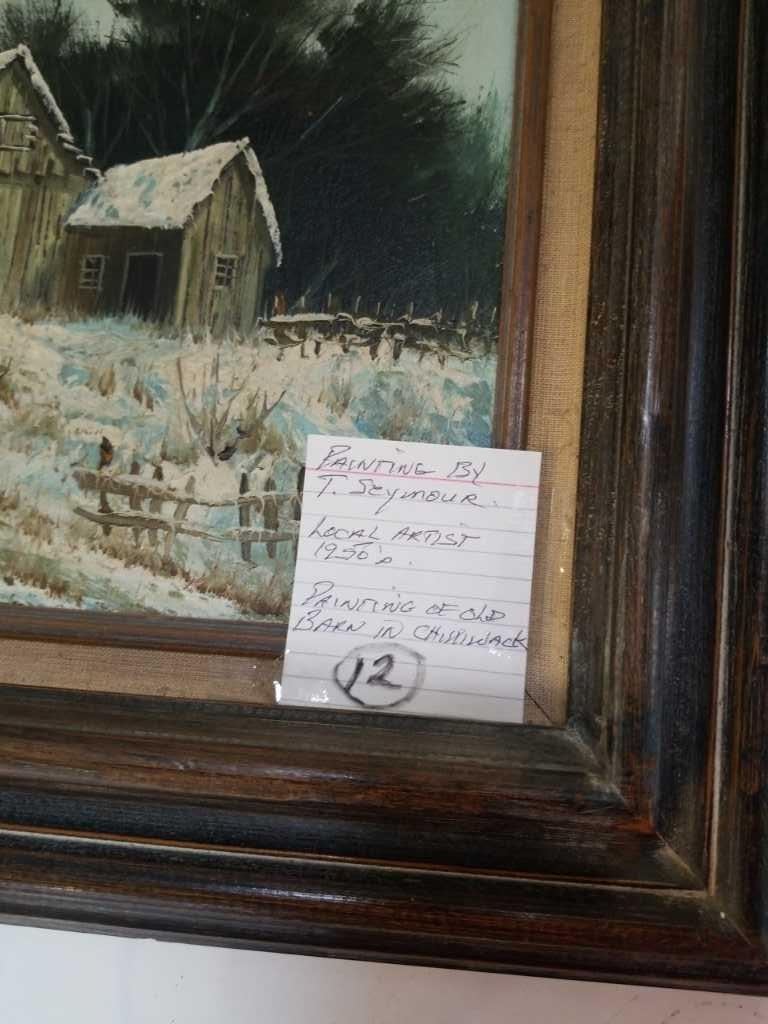 PAINTING BY
T. SEYMOUR.
LOCAL ARTIST
1950's.
PAINTING OF OLD
BARN IN CHILLIWACK
12